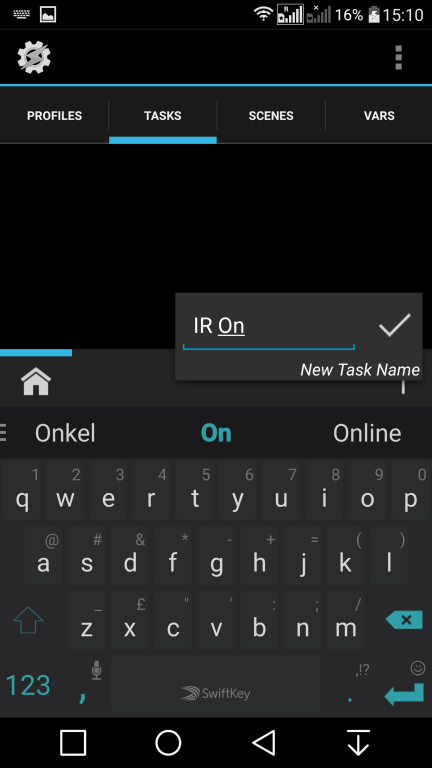 R × 16% 15:10
PROFILES TASKS SCENES VARS
IR On
New Task Name
Onkel On Online
1 2 3 4 5 6 7 8 9 0
q w e r t y u i o p
@ # & * - + = ( )
a s d f g h j k l
_ £ " ' : ; /
z x c v b n m
,!?
123 , SwiftKey .